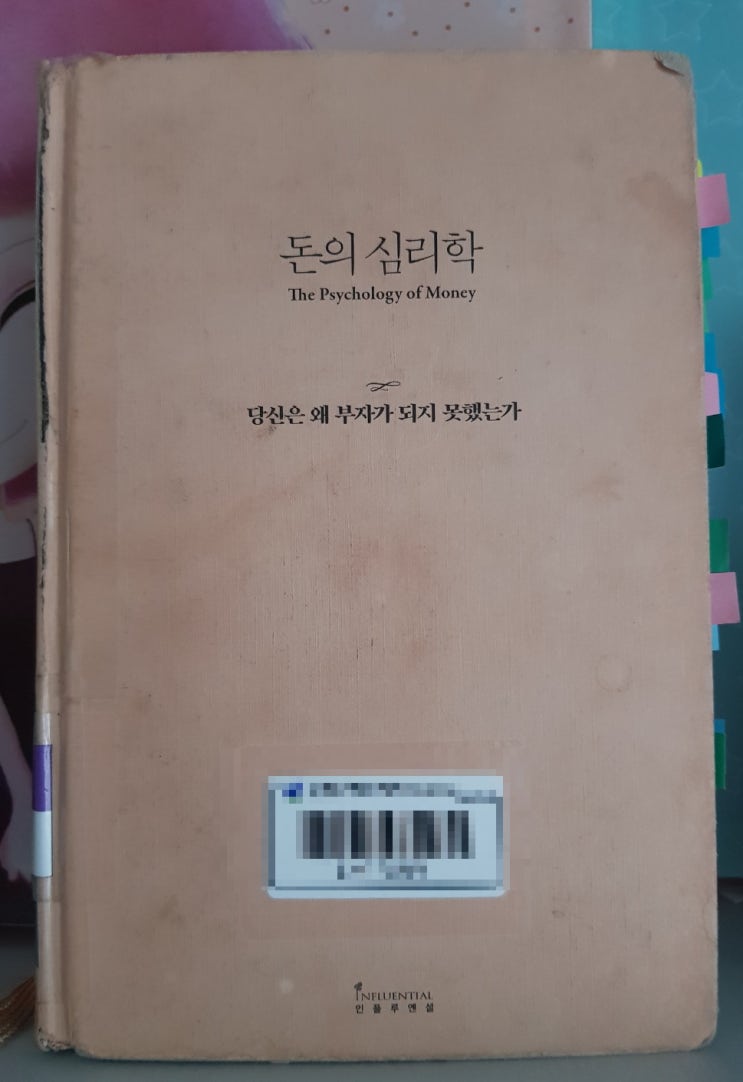 돈의 심리학
The Psychology of Money
당신은 왜 부자가 되지 못했는가
INFLUENTIAL
인플루엔셜